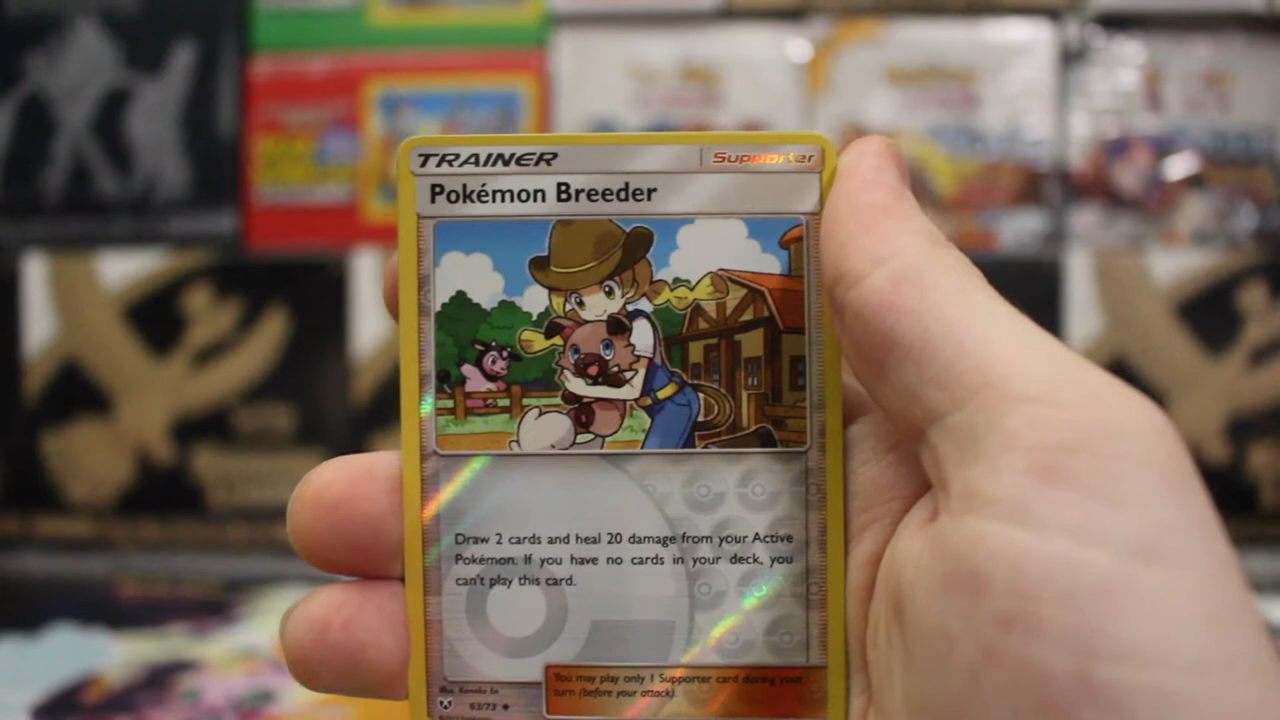 TRAINER
Supporter
Pokémon Breeder
Draw 2 cards and heal 20 damage from your Active
Pokémon. If you have no cards in your deck, you
can't play this card.
You may play only 1 Supporter card during your
turn (before your attack).
63/73